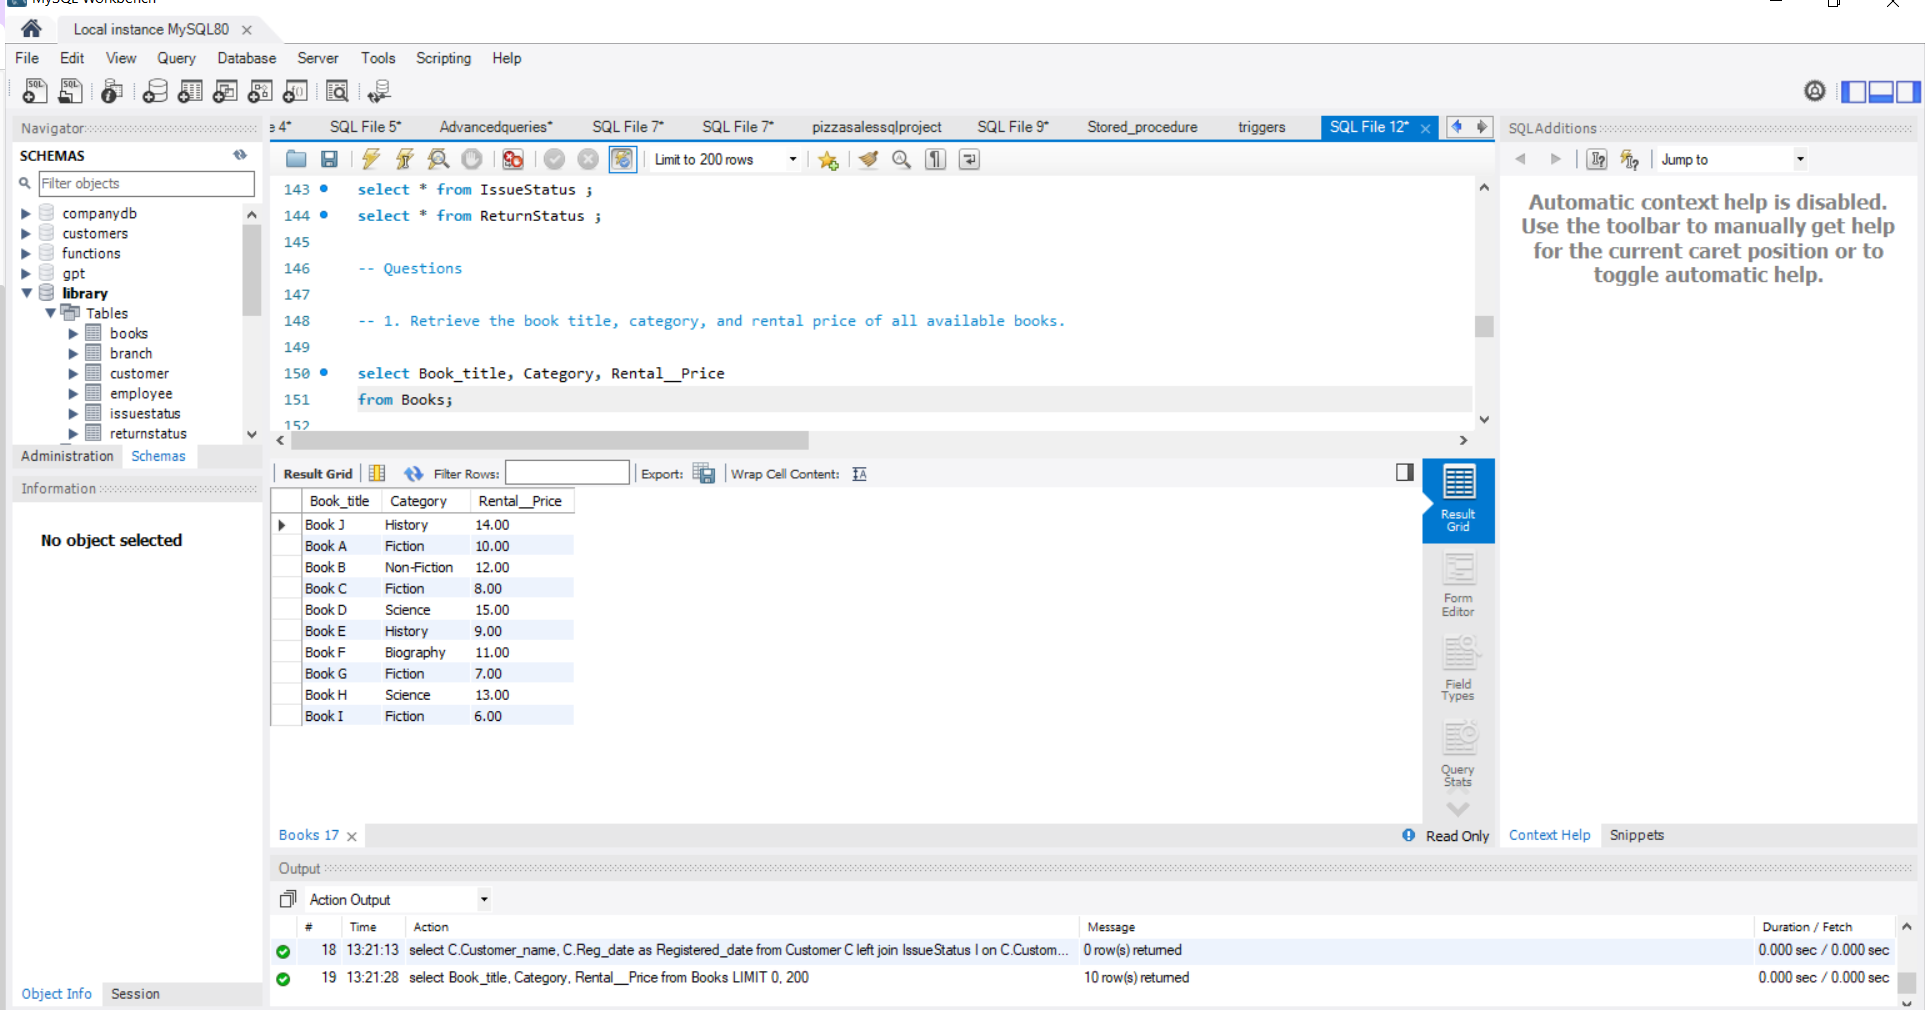 MySQL Workbench
Local instance MySQL80
File Edit View Query Database Server Tools Scripting Help
Navigator
SCHEMAS
Filter objects
companydb
customers
functions
gpt
library
Tables
books
branch
customer
employee
issuestatus
returnstatus
Administration Schemas
Information
No object selected
Object Info Session
e 4* SQL File 5* Advancedqueries* SQL File 7* SQL File 7* pizzasalessqlproject SQL File 9* Stored_procedure triggers SQL File 12*
Limit to 200 rows
143 select * from IssueStatus ;
144 select * from ReturnStatus ;
145
146 -- Questions
147
148 -- 1. Retrieve the book title, category, and rental price of all available books.
149
150 select Book_title, Category, Rental__Price
151 from Books;
152
Result Grid Filter Rows: Export: Wrap Cell Content:
Book_title Category Rental__Price
Book J History 14.00
Book A Fiction 10.00
Book B Non-Fiction 12.00
Book C Fiction 8.00
Book D Science 15.00
Book E History 9.00
Book F Biography 11.00
Book G Fiction 7.00
Book H Science 13.00
Book I Fiction 6.00
Result
Grid
Form
Editor
Field
Types
Query
Stats
Books 17
Read Only
SQLAdditions
Jump to
Automatic context help is disabled.
Use the toolbar to manually get help
for the current caret position or to
toggle automatic help.
Context Help Snippets
Output
Action Output
# Time Action Message Duration / Fetch
18 13:21:13 select C.Customer_name, C.Reg_date as Registered_date from Customer C left join IssueStatus I on C.Custom... 0 row(s) returned 0.000 sec / 0.000 sec
19 13:21:28 select Book_title, Category, Rental__Price from Books LIMIT 0, 200 10 row(s) returned 0.000 sec / 0.000 sec